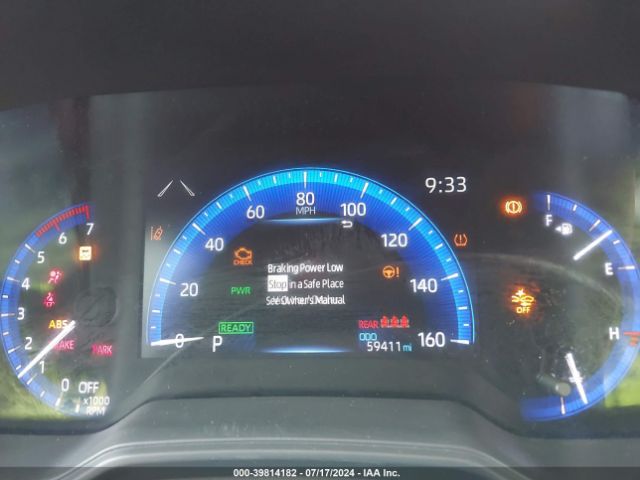 9:33
80
MPH
60
100
40
120
20
140
0
160
CHECK
Braking Power Low
Stop in a Safe Place
See Owner's Manual
PWR
READY
P
REAR
ODO
59411 mi
7
6
5
4
3
2
1
0
OFF
x1000
RPM
ABS
BRAKE
PARK
F
E
H
OFF
000-39814182 - 07/17/2024 - IAA Inc.